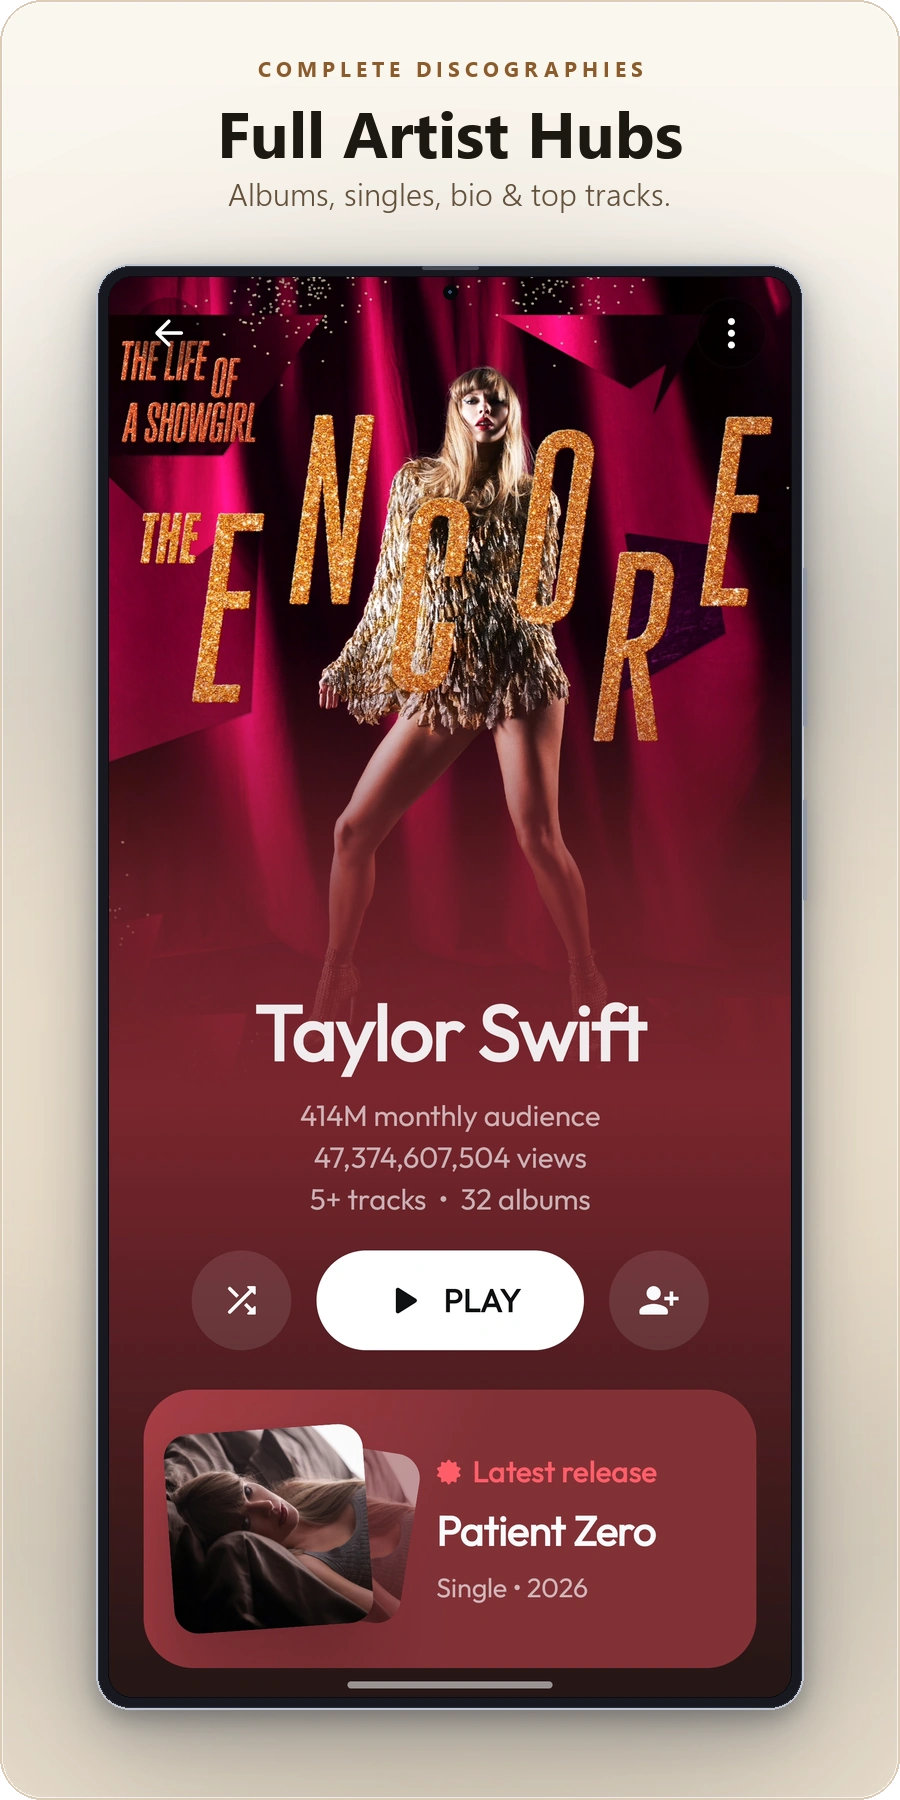 COMPLETE DISCOGRAPHIES
Full Artist Hubs
Albums, singles, bio & top tracks.
THE LIFE OF
A SHOWGIRL
THE ENCORE
Taylor Swift
414M monthly audience
47,374,607,504 views
5+ tracks • 32 albums
PLAY
Latest release
Patient Zero
Single • 2026